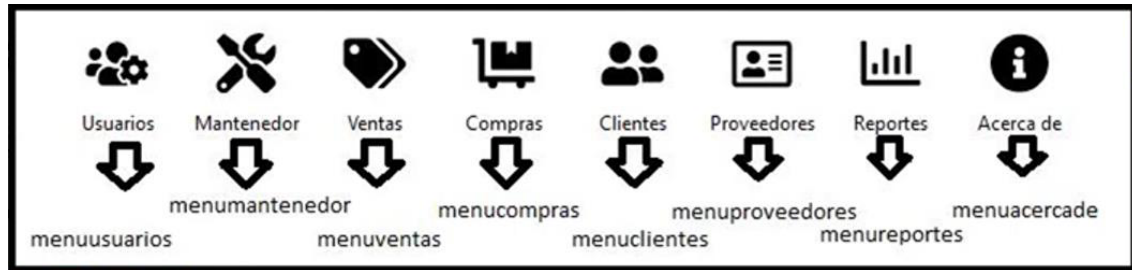 Usuarios Mantenedor Ventas Compras Clientes Proveedores Reportes Acerca de
menumantenedor menucompras menuproveedores menuacercade
menuusuarios menuventas menuclientes menureportes